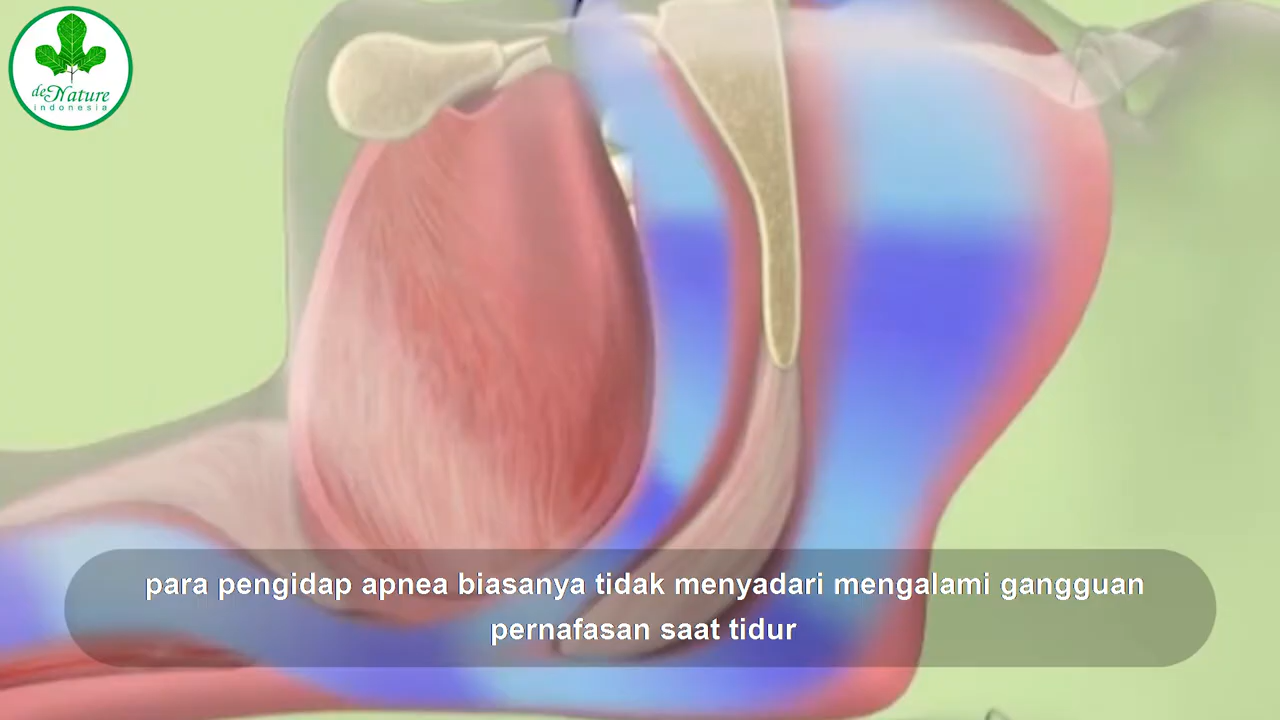 deNature
indonesia
para pengidap apnea biasanya tidak menyadari mengalami gangguan
pernafasan saat tidur